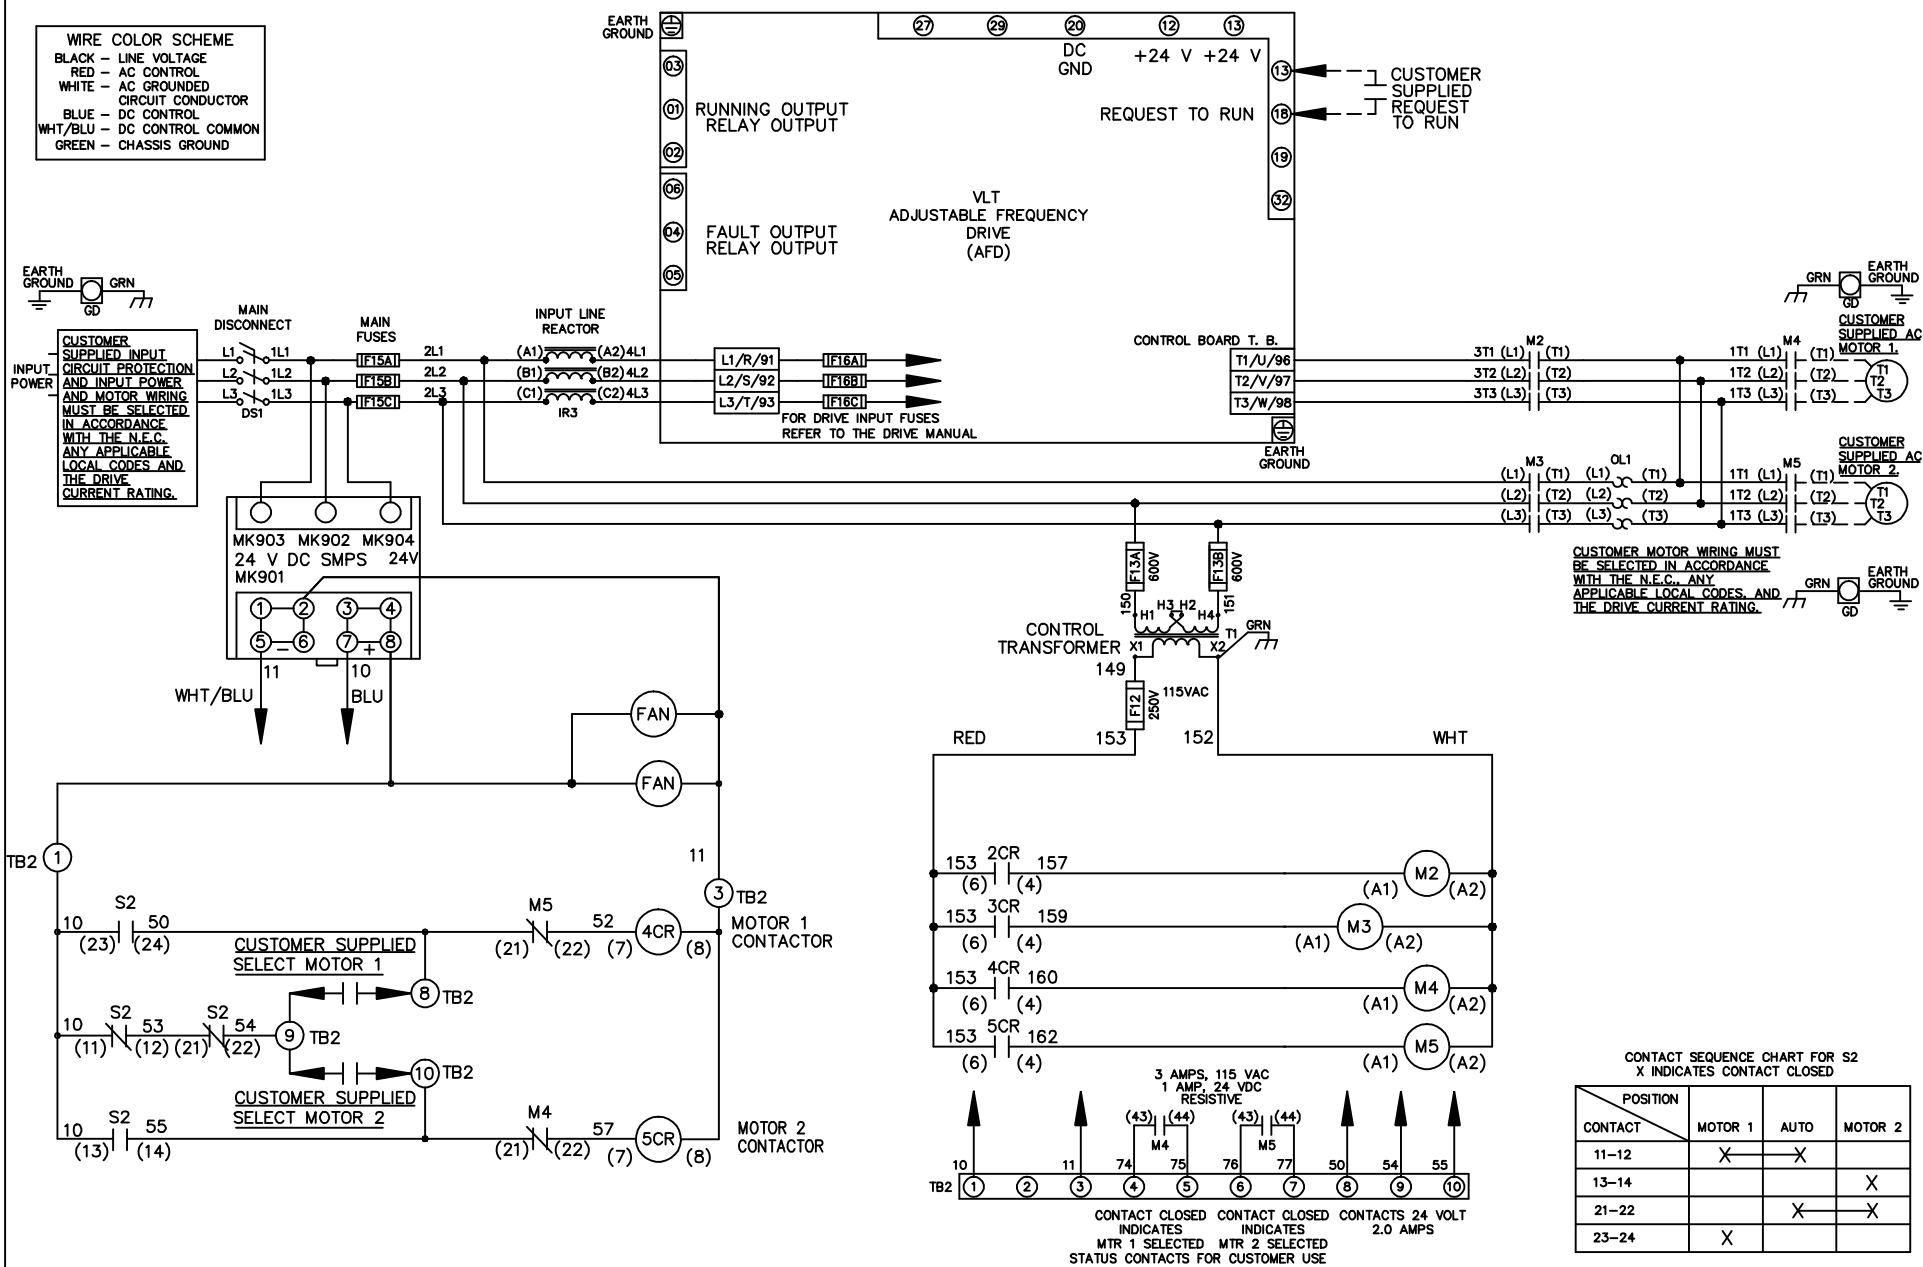 WIRE COLOR SCHEME
BLACK – LINE VOLTAGE
RED – AC CONTROL
WHITE – AC GROUNDED
CIRCUIT CONDUCTOR
BLUE – DC CONTROL
WHT/BLU – DC CONTROL COMMON
GREEN – CHASSIS GROUND
EARTH
GROUND
27 29 20 12 13
DC
GND
+24 V +24 V
03
01
02
RUNNING OUTPUT
RELAY OUTPUT
06
04
05
FAULT OUTPUT
RELAY OUTPUT
13
REQUEST TO RUN 18
19
32
CUSTOMER
SUPPLIED
REQUEST
TO RUN
VLT
ADJUSTABLE FREQUENCY
DRIVE
(AFD)
EARTH
GROUND
GRN
GD
INPUT
POWER
CUSTOMER
SUPPLIED INPUT
CIRCUIT PROTECTION
AND INPUT POWER
AND MOTOR WIRING
MUST BE SELECTED
IN ACCORDANCE
WITH THE N.E.C.
ANY APPLICABLE
LOCAL CODES AND
THE DRIVE
CURRENT RATING.
MAIN
DISCONNECT
L1 1L1
L2 1L2
L3 1L3
DS1
MAIN
FUSES
F15A
F15B
F15C
2L1
2L2
2L3
INPUT LINE
REACTOR
(A1) (A2) 4L1
(B1) (B2) 4L2
(C1) (C2) 4L3
IR3
L1/R/91 F16A
L2/S/92 F16B
L3/T/93 F16C
FOR DRIVE INPUT FUSES
REFER TO THE DRIVE MANUAL
CONTROL BOARD T. B.
T1/U/96
T2/V/97
T3/W/98
EARTH
GROUND
M2
3T1 (L1) (T1)
3T2 (L2) (T2)
3T3 (L3) (T3)
M4
1T1 (L1) (T1)
1T2 (L2) (T2)
1T3 (L3) (T3)
T1
T2
T3
GRN
GD
EARTH
GROUND
CUSTOMER
SUPPLIED AC
MOTOR 1.
M3 OL1
(L1) (T1) (L1) (T1)
(L2) (T2) (L2) (T2)
(L3) (T3) (L3) (T3)
M5
1T1 (L1) (T1)
1T2 (L2) (T2)
1T3 (L3) (T3)
T1
T2
T3
CUSTOMER
SUPPLIED AC
MOTOR 2.
CUSTOMER MOTOR WIRING MUST
BE SELECTED IN ACCORDANCE
WITH THE N.E.C., ANY
APPLICABLE LOCAL CODES, AND
THE DRIVE CURRENT RATING.
GRN
GD
EARTH
GROUND
MK903 MK902 MK904
24 V DC SMPS 24V
MK901
1 2 3 4
5 – 6 7 + 8
11 10
WHT/BLU BLU
FAN
FAN
F13A 600V
F13B 600V
150 151
H1 H3 H2 H4
CONTROL
TRANSFORMER
X1 X2 T1
GRN
149
F12 250V
115VAC
RED 153 152 WHT
TB2 1
11
3 TB2
S2
10 50
(23) (24)
M5
(21) (22)
52
(7) 4CR (8)
MOTOR 1
CONTACTOR
CUSTOMER SUPPLIED
SELECT MOTOR 1
8 TB2
S2 S2
10 53 54
(11) (12) (21) (22)
9 TB2
10 TB2
CUSTOMER SUPPLIED
SELECT MOTOR 2
S2
10 55
(13) (14)
M4
(21) (22)
57
(7) 5CR (8)
MOTOR 2
CONTACTOR
2CR
153 157
(6) (4)
(A1) M2 (A2)
3CR
153 159
(6) (4)
(A1) M3 (A2)
4CR
153 160
(6) (4)
(A1) M4 (A2)
5CR
153 162
(6) (4)
(A1) M5 (A2)
3 AMPS, 115 VAC
1 AMP, 24 VDC
RESISTIVE
(43) (44) (43) (44)
M4 M5
10 11 74 75 76 77 50 54 55
TB2 1 2 3 4 5 6 7 8 9 10
CONTACT CLOSED
INDICATES
MTR 1 SELECTED
CONTACT CLOSED
INDICATES
MTR 2 SELECTED
STATUS CONTACTS FOR CUSTOMER USE
CONTACTS 24 VOLT
2.0 AMPS
CONTACT SEQUENCE CHART FOR S2
X INDICATES CONTACT CLOSED
POSITION
CONTACT MOTOR 1 AUTO MOTOR 2
11–12 X X
13–14 X
21–22 X X
23–24 X